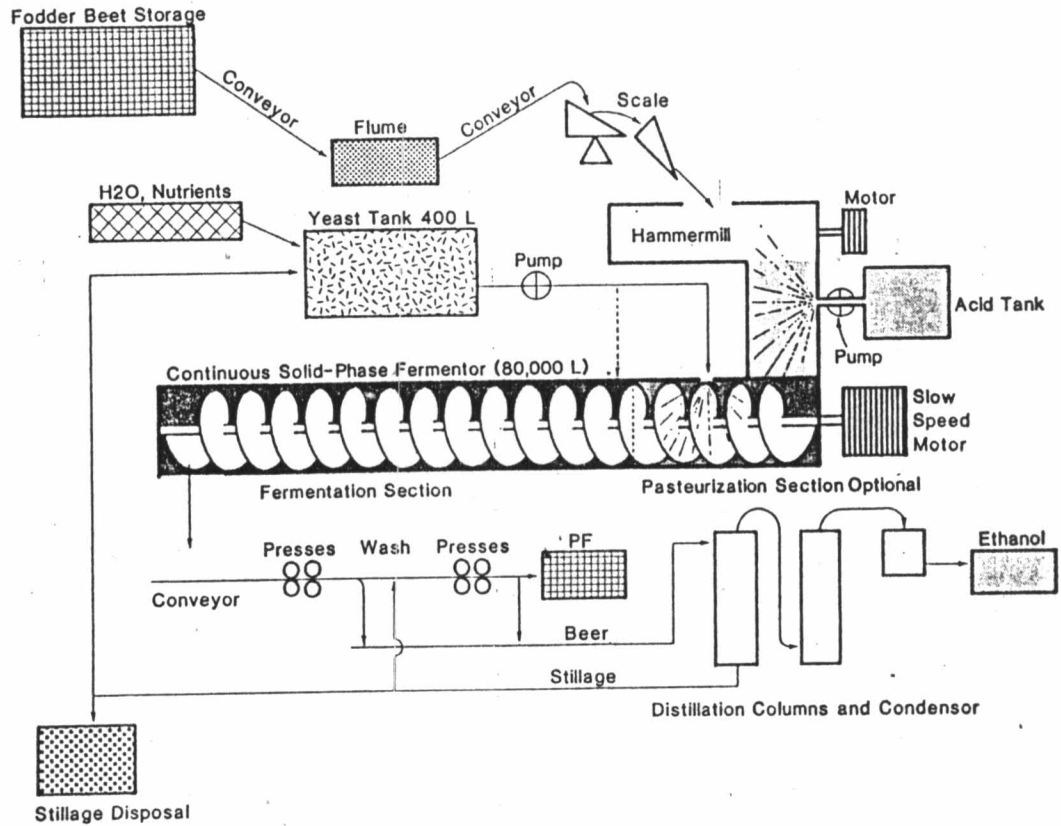 Fodder Beet Storage
Conveyor
Flume
Conveyor
Scale
H2O, Nutrients
Yeast Tank 400 L
Pump
Hammermill
Motor
Acid Tank
Pump
Continuous Solid-Phase Fermentor (80,000 L)
Slow
Speed
Motor
Fermentation Section
Pasteurization Section Optional
Presses
Wash
Presses
PF
Ethanol
Conveyor
Beer
Stillage
Distillation Columns and Condensor
Stillage Disposal